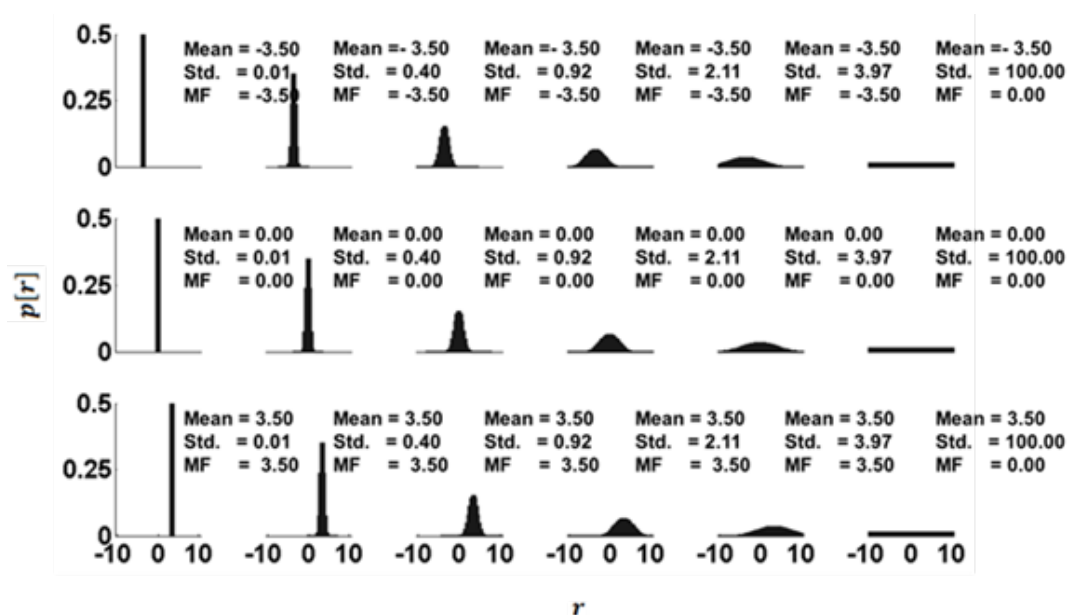 0.5
Mean = -3.50 Mean =- 3.50 Mean =- 3.50 Mean = -3.50 Mean = -3.50 Mean =- 3.50
Std. = 0.01 Std. = 0.40 Std. = 0.92 Std. = 2.11 Std. = 3.97 Std. = 100.00
0.25 MF = -3.50 MF = -3.50 MF = -3.50 MF = -3.50 MF = -3.50 MF = 0.00
0
0.5
Mean = 0.00 Mean = 0.00 Mean = 0.00 Mean = 0.00 Mean 0.00 Mean = 0.00
Std. = 0.01 Std. = 0.40 Std. = 0.92 Std. = 2.11 Std. = 3.97 Std. = 100.00
0.25 MF = 0.00 MF = 0.00 MF = 0.00 MF = 0.00 MF = 0.00 MF = 0.00
p[r]
0
0.5
Mean = 3.50 Mean = 3.50 Mean = 3.50 Mean = 3.50 Mean = 3.50 Mean = 3.50
Std. = 0.01 Std. = 0.40 Std. = 0.92 Std. = 2.11 Std. = 3.97 Std. = 100.00
0.25 MF = 3.50 MF = 3.50 MF = 3.50 MF = 3.50 MF = 3.50 MF = 0.00
0
-10 0 10 -10 0 10 -10 0 10 -10 0 10 -10 0 10 -10 0 10
r